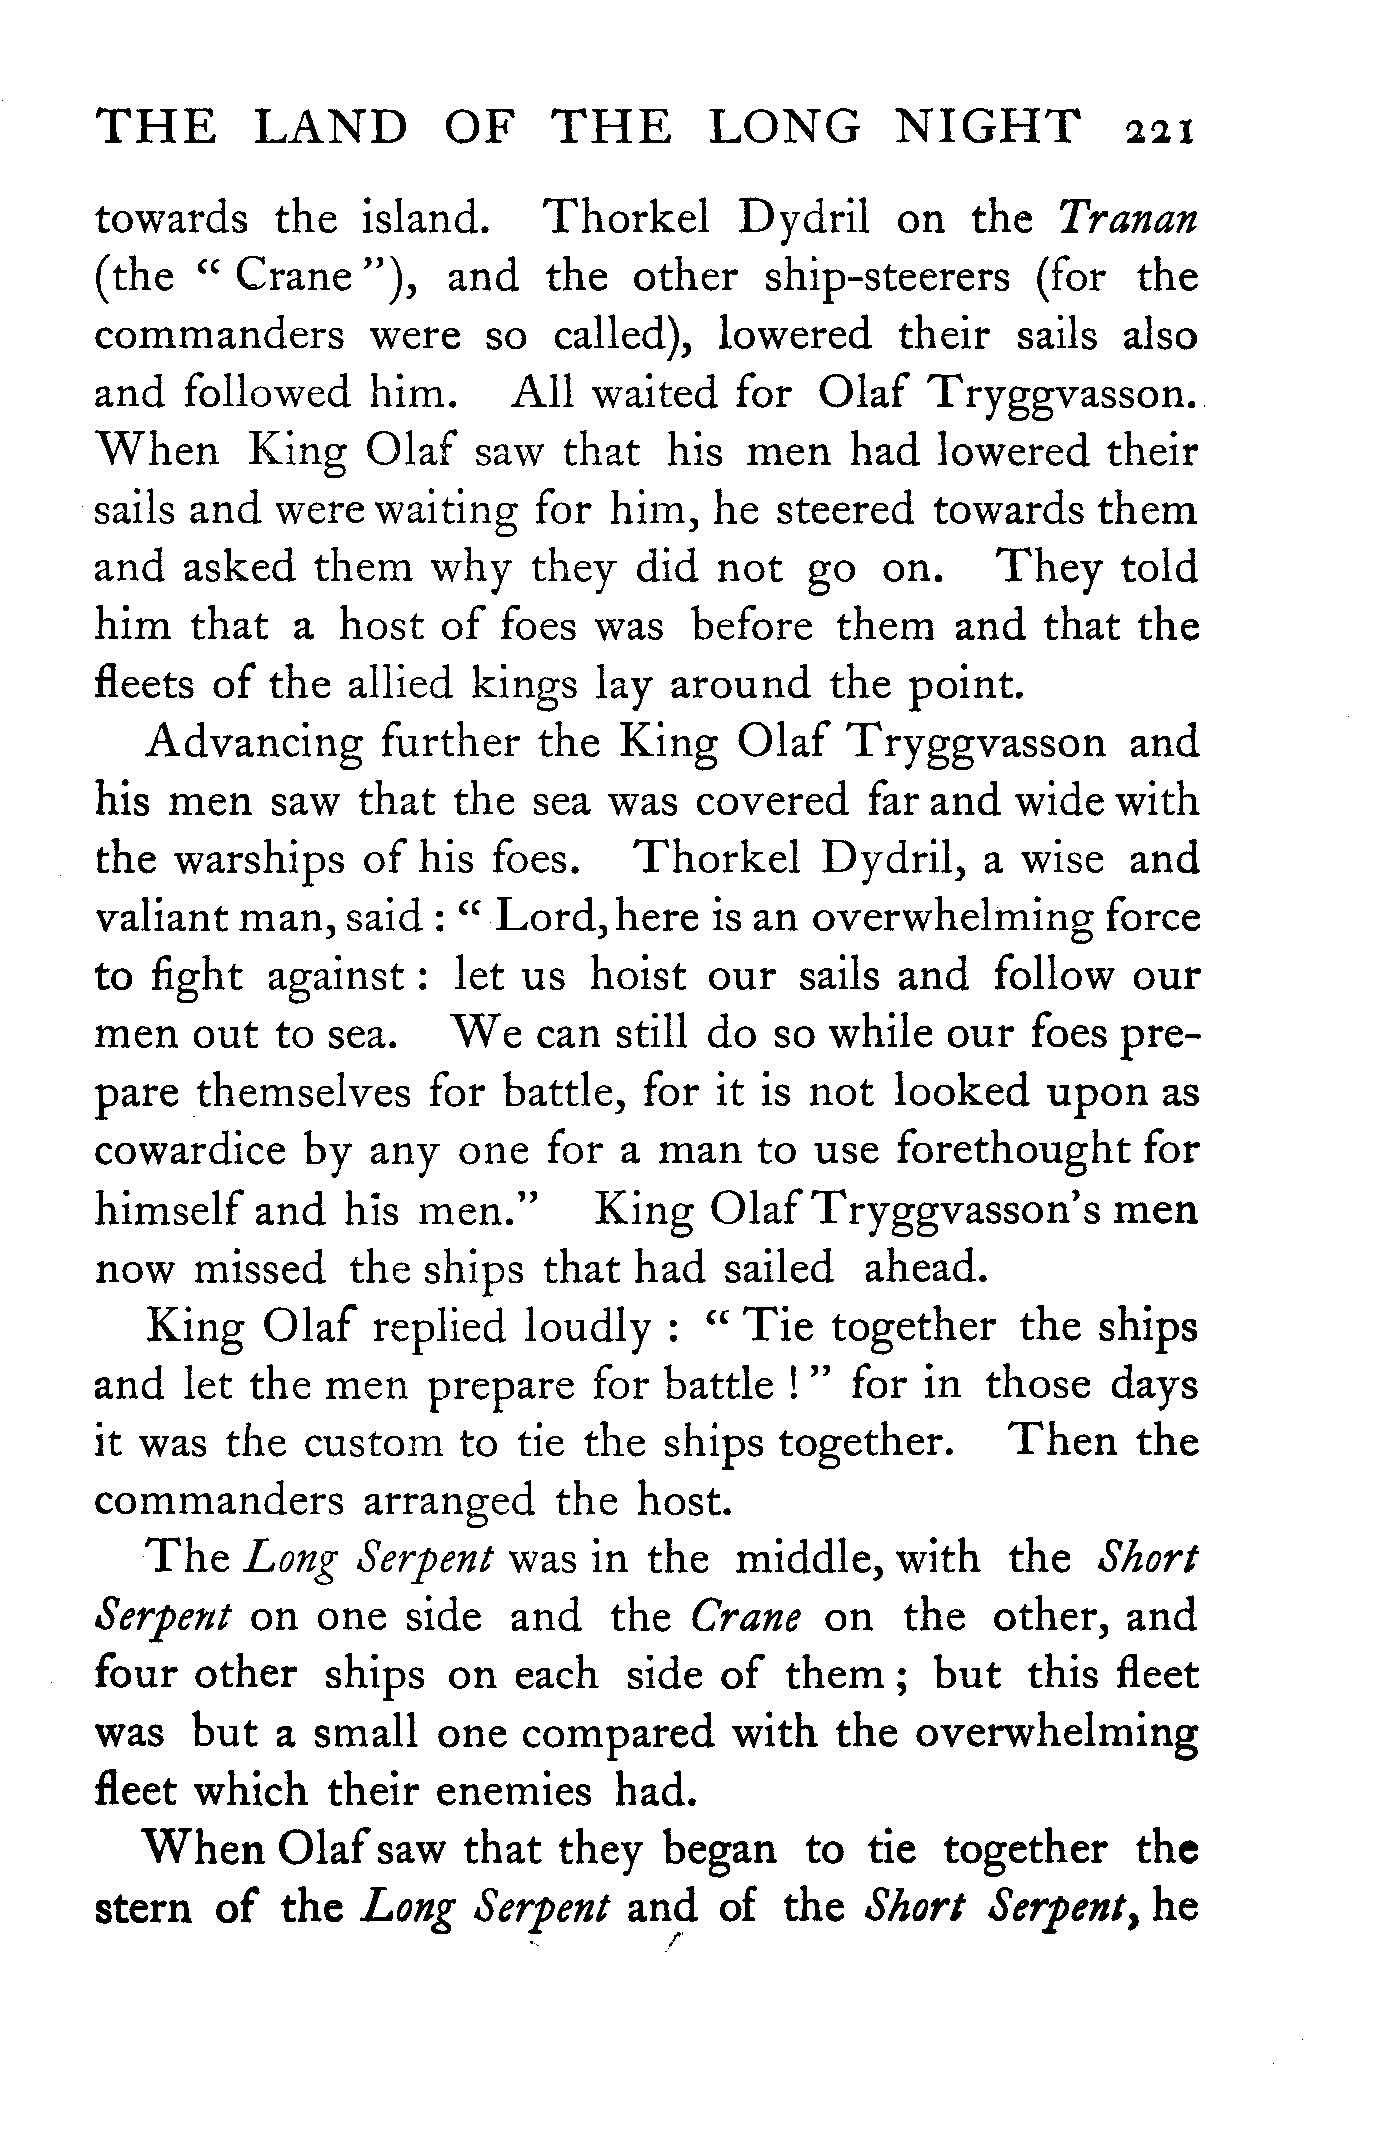 THE LAND OF THE LONG NIGHT 221
towards the island. Thorkel Dydril on the Tranan
(the “ Crane ”), and the other ship-steerers (for the
commanders were so called), lowered their sails also
and followed him. All waited for Olaf Tryggvasson.
When King Olaf saw that his men had lowered their
sails and were waiting for him, he steered towards them
and asked them why they did not go on. They told
him that a host of foes was before them and that the
fleets of the allied kings lay around the point.
Advancing further the King Olaf Tryggvasson and
his men saw that the sea was covered far and wide with
the warships of his foes. Thorkel Dydril, a wise and
valiant man, said : “ Lord, here is an overwhelming force
to fight against : let us hoist our sails and follow our
men out to sea. We can still do so while our foes pre-
pare themselves for battle, for it is not looked upon as
cowardice by any one for a man to use forethought for
himself and his men.” King Olaf Tryggvasson’s men
now missed the ships that had sailed ahead.
King Olaf replied loudly : “ Tie together the ships
and let the men prepare for battle ! ” for in those days
it was the custom to tie the ships together. Then the
commanders arranged the host.
The Long Serpent was in the middle, with the Short
Serpent on one side and the Crane on the other, and
four other ships on each side of them ; but this fleet
was but a small one compared with the overwhelming
fleet which their enemies had.
When Olaf saw that they began to tie together the
stern of the Long Serpent and of the Short Serpent, he